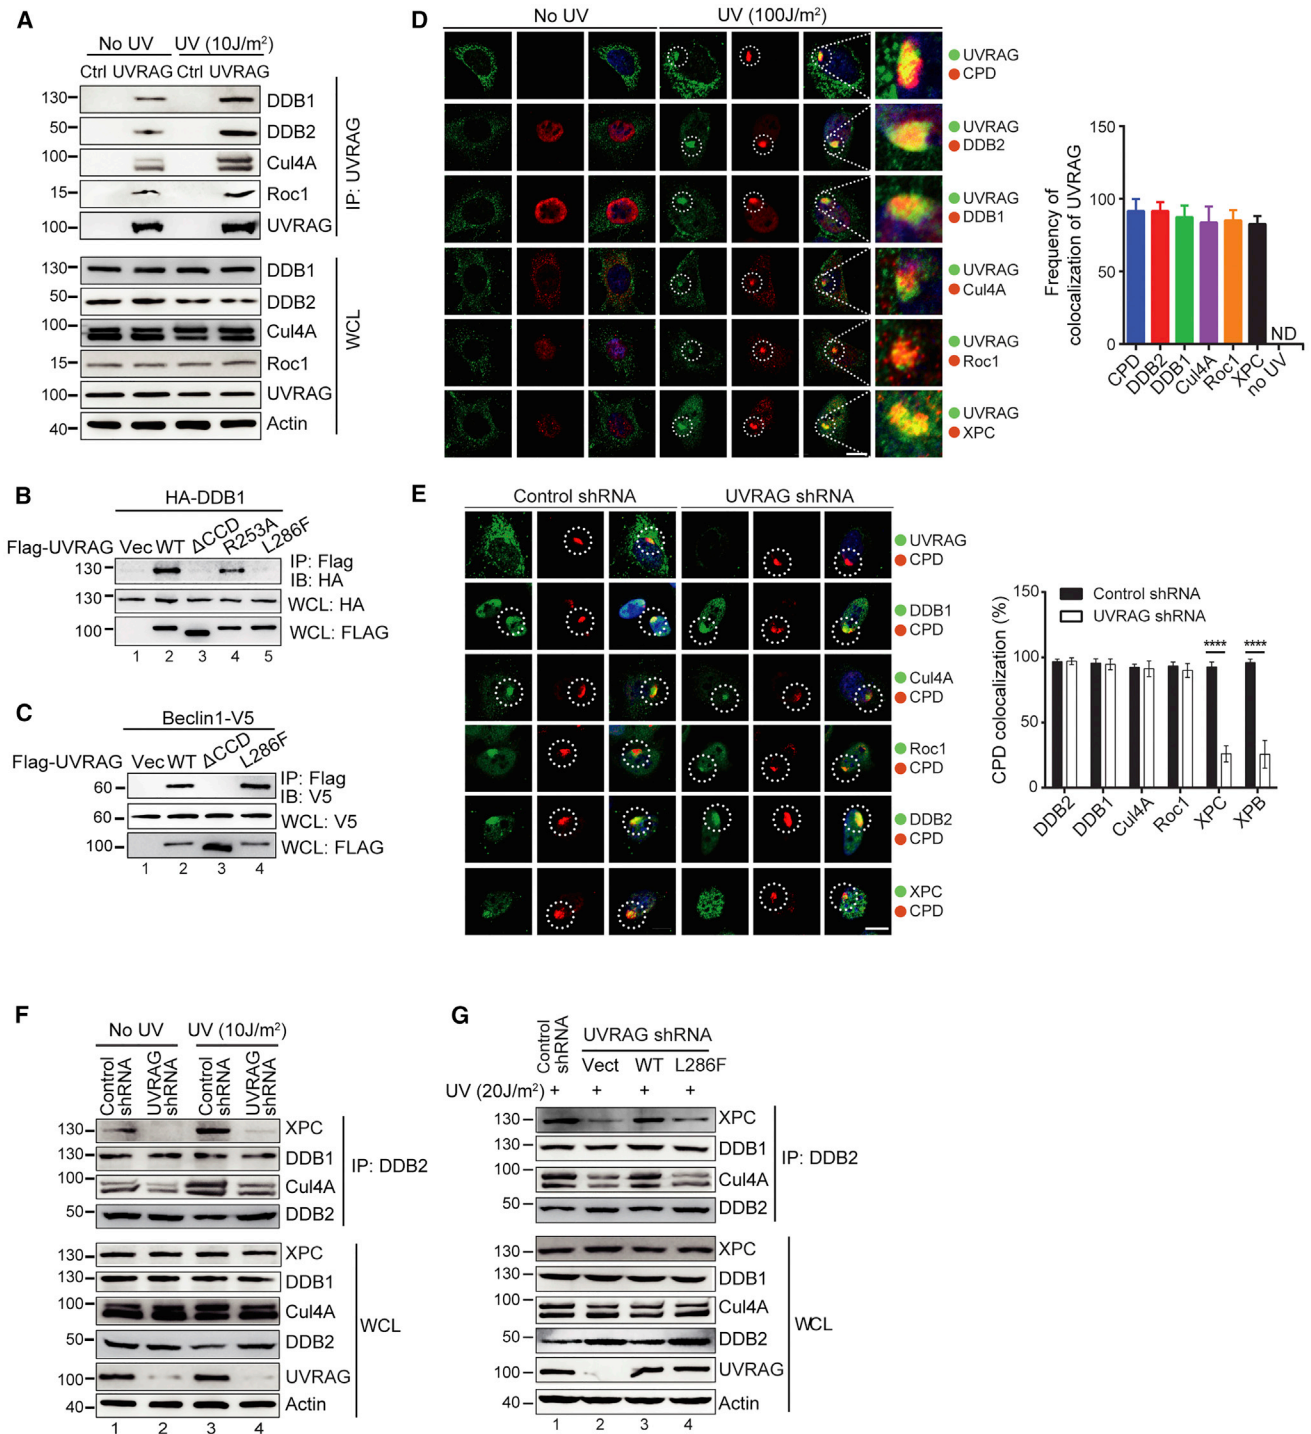 A
No UV UV (10J/m²)
Ctrl UVRAG Ctrl UVRAG
130 DDB1
50 DDB2
100 Cul4A
15 Roc1
100 UVRAG
IP: UVRAG
130 DDB1
50 DDB2
100 Cul4A
15 Roc1
100 UVRAG
40 Actin
WCL
B
HA-DDB1
Flag-UVRAG Vec WT ΔCCD R253A L286F
130 IP: Flag
IB: HA
130 WCL: HA
100 WCL: FLAG
1 2 3 4 5
C
Beclin1-V5
Flag-UVRAG Vec WT ΔCCD L286F
60 IP: Flag
IB: V5
60 WCL: V5
100 WCL: FLAG
1 2 3 4
D
No UV UV (100J/m²)
UVRAG
CPD
UVRAG
DDB2
UVRAG
DDB1
UVRAG
Cul4A
UVRAG
Roc1
UVRAG
XPC
Frequency of
colocalization of UVRAG
150
100
50
0
ND
CPD DDB2 DDB1 Cul4A Roc1 XPC no UV
E
Control shRNA UVRAG shRNA
UVRAG
CPD
DDB1
CPD
Cul4A
CPD
Roc1
CPD
DDB2
CPD
XPC
CPD
CPD colocalization (%)
150
100
50
0
Control shRNA
UVRAG shRNA
**** ****
DDB2 DDB1 Cul4A Roc1 XPC XPB
F
No UV UV (10J/m²)
Control shRNA UVRAG shRNA Control shRNA UVRAG shRNA
130 XPC
130 DDB1
100 Cul4A
50 DDB2
IP: DDB2
130 XPC
130 DDB1
100 Cul4A
50 DDB2
100 UVRAG
40 Actin
WCL
1 2 3 4
G
Control shRNA
UVRAG shRNA
Vect WT L286F
UV (20J/m²) + + + +
130 XPC
130 DDB1
100 Cul4A
50 DDB2
IP: DDB2
130 XPC
130 DDB1
100 Cul4A
50 DDB2
100 UVRAG
40 Actin
WCL
1 2 3 4